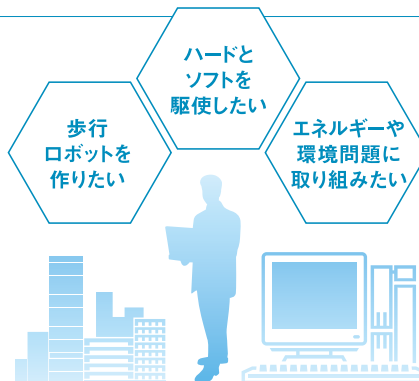 ハードと
ソフトを
駆使したい
歩行
ロボットを
作りたい
エネルギーや
環境問題に
取り組みたい